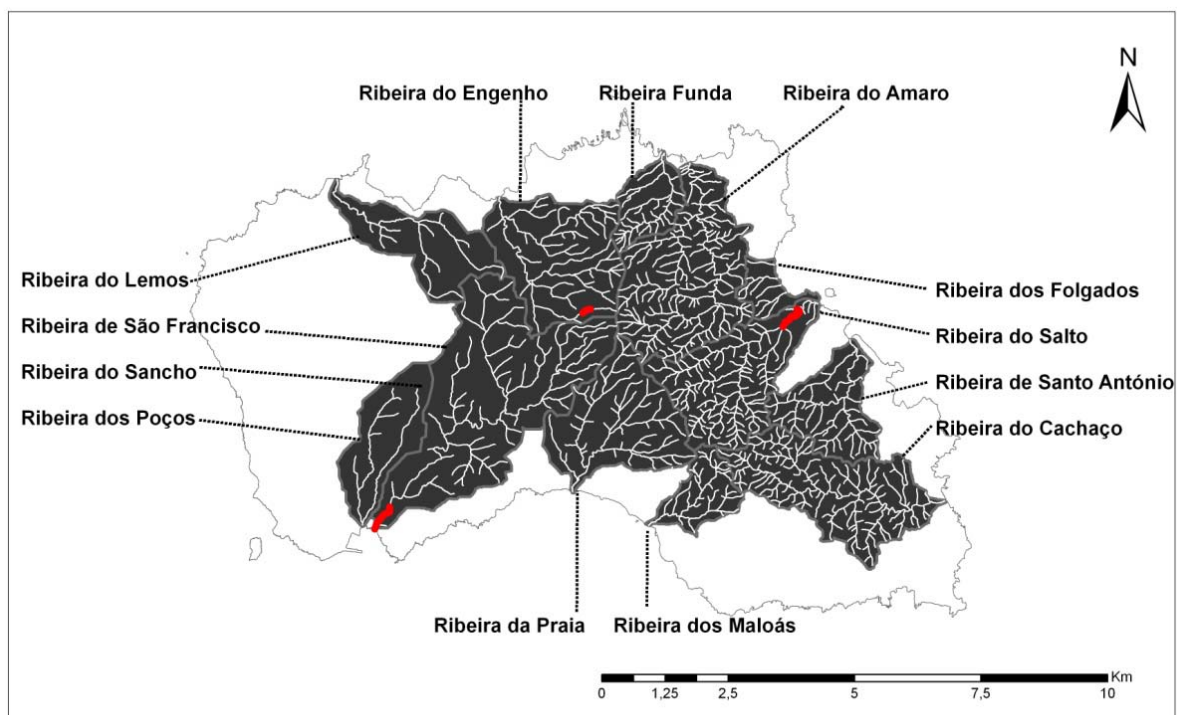 N
Ribeira do Engenho
Ribeira Funda
Ribeira do Amaro
Ribeira do Lemos
Ribeira de São Francisco
Ribeira do Sancho
Ribeira dos Poços
Ribeira dos Folgados
Ribeira do Salto
Ribeira de Santo António
Ribeira do Cachaço
Ribeira da Praia
Ribeira dos Maloás
Km
0 1,25 2,5 5 7,5 10